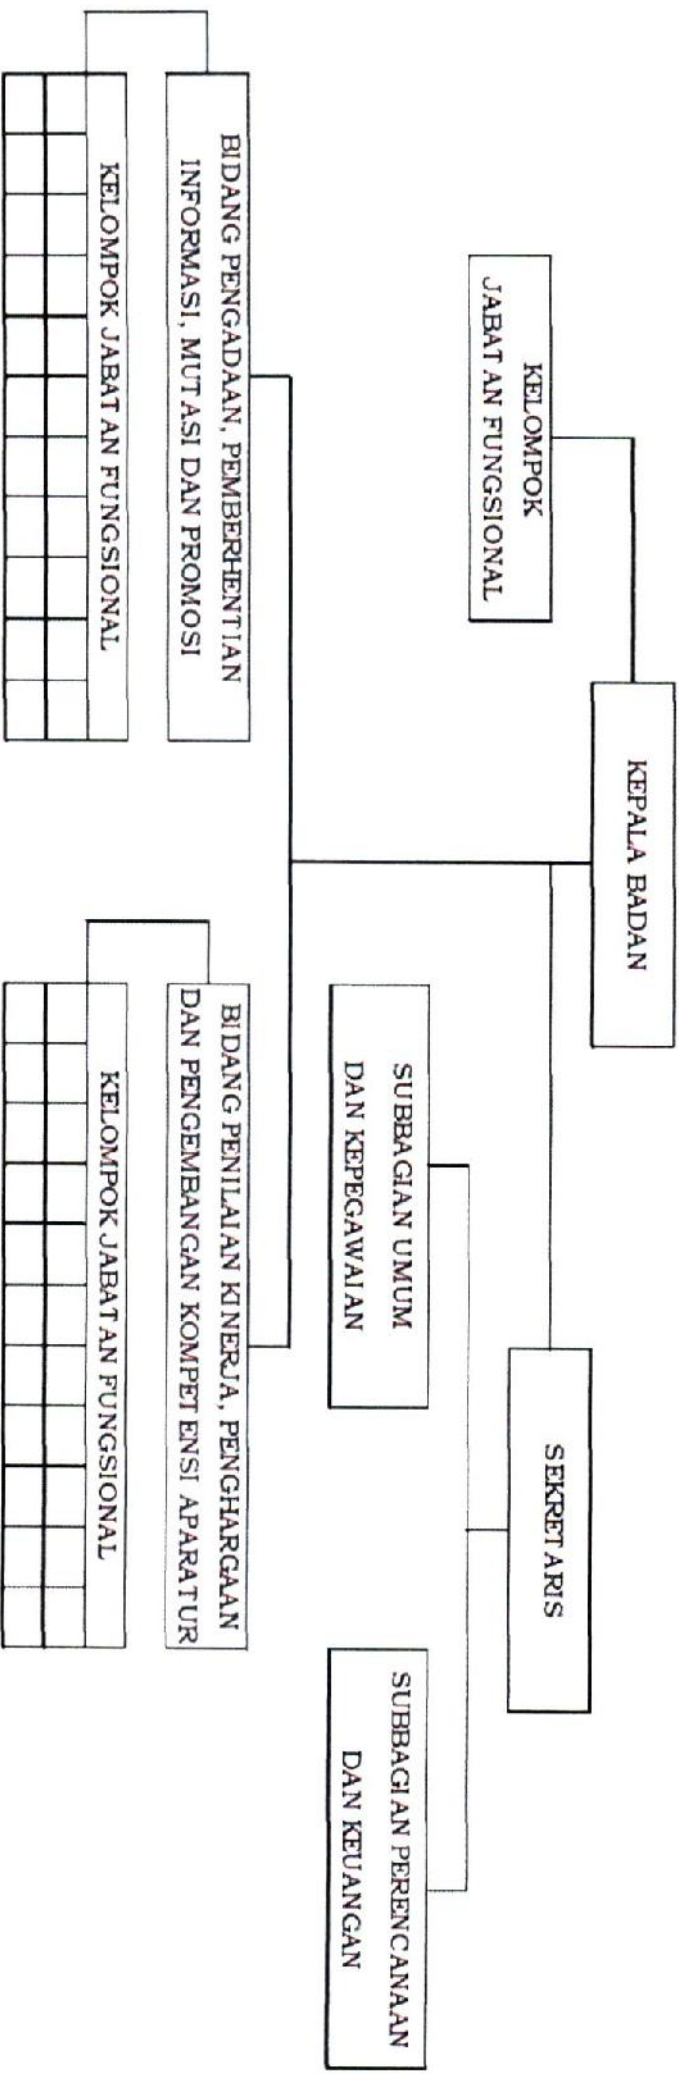 KEPALA BADAN
KELOMPOK
JABATAN FUNGSIONAL
SEKRETARIS
SUBBAGIAN UMUM
DAN KEPEGAWAIAN
SUBBAGIAN PERENCANAAN
DAN KEUANGAN
BIDANG PENGADAAN, PEMBERHENTIAN
INFORMASI, MUTASI DAN PROMOSI
BIDANG PENILAIAN KINERJA, PENGHARGAAN
DAN PENGEMBANGAN KOMPETENSI APARATUR
KELOMPOK JABATAN FUNGSIONAL
KELOMPOK JABATAN FUNGSIONAL